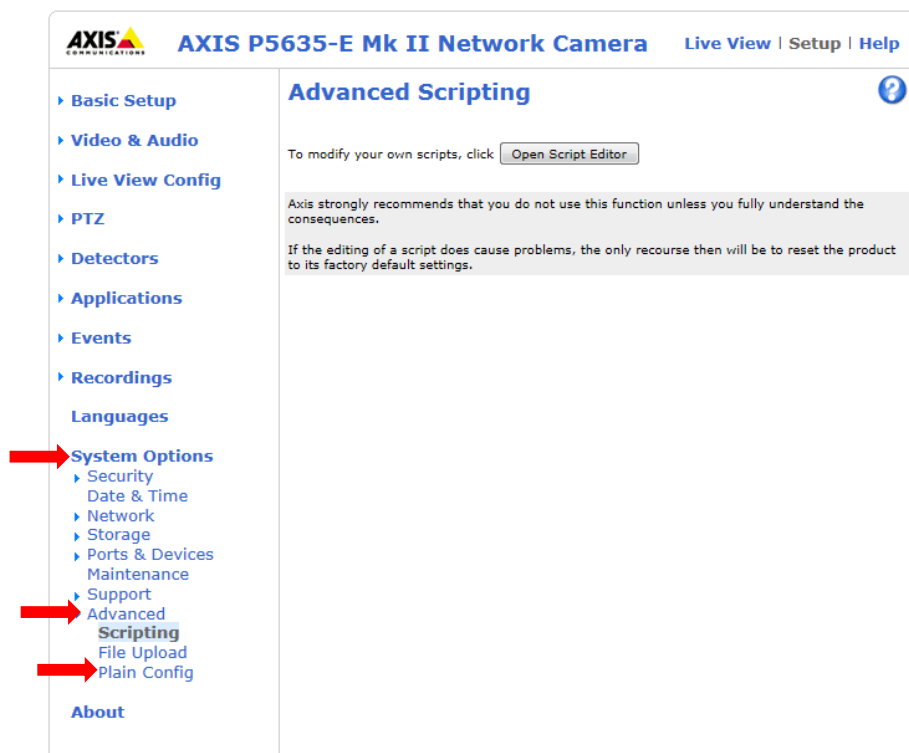 AXIS
COMMUNICATIONS
AXIS P5635-E Mk II Network Camera
Live View | Setup | Help
Basic Setup
Video & Audio
Live View Config
PTZ
Detectors
Applications
Events
Recordings
Languages
System Options
Security
Date & Time
Network
Storage
Ports & Devices
Maintenance
Support
Advanced
Scripting
File Upload
Plain Config
About
Advanced Scripting
?
To modify your own scripts, click Open Script Editor
Axis strongly recommends that you do not use this function unless you fully understand the
consequences.
If the editing of a script does cause problems, the only recourse then will be to reset the product
to its factory default settings.